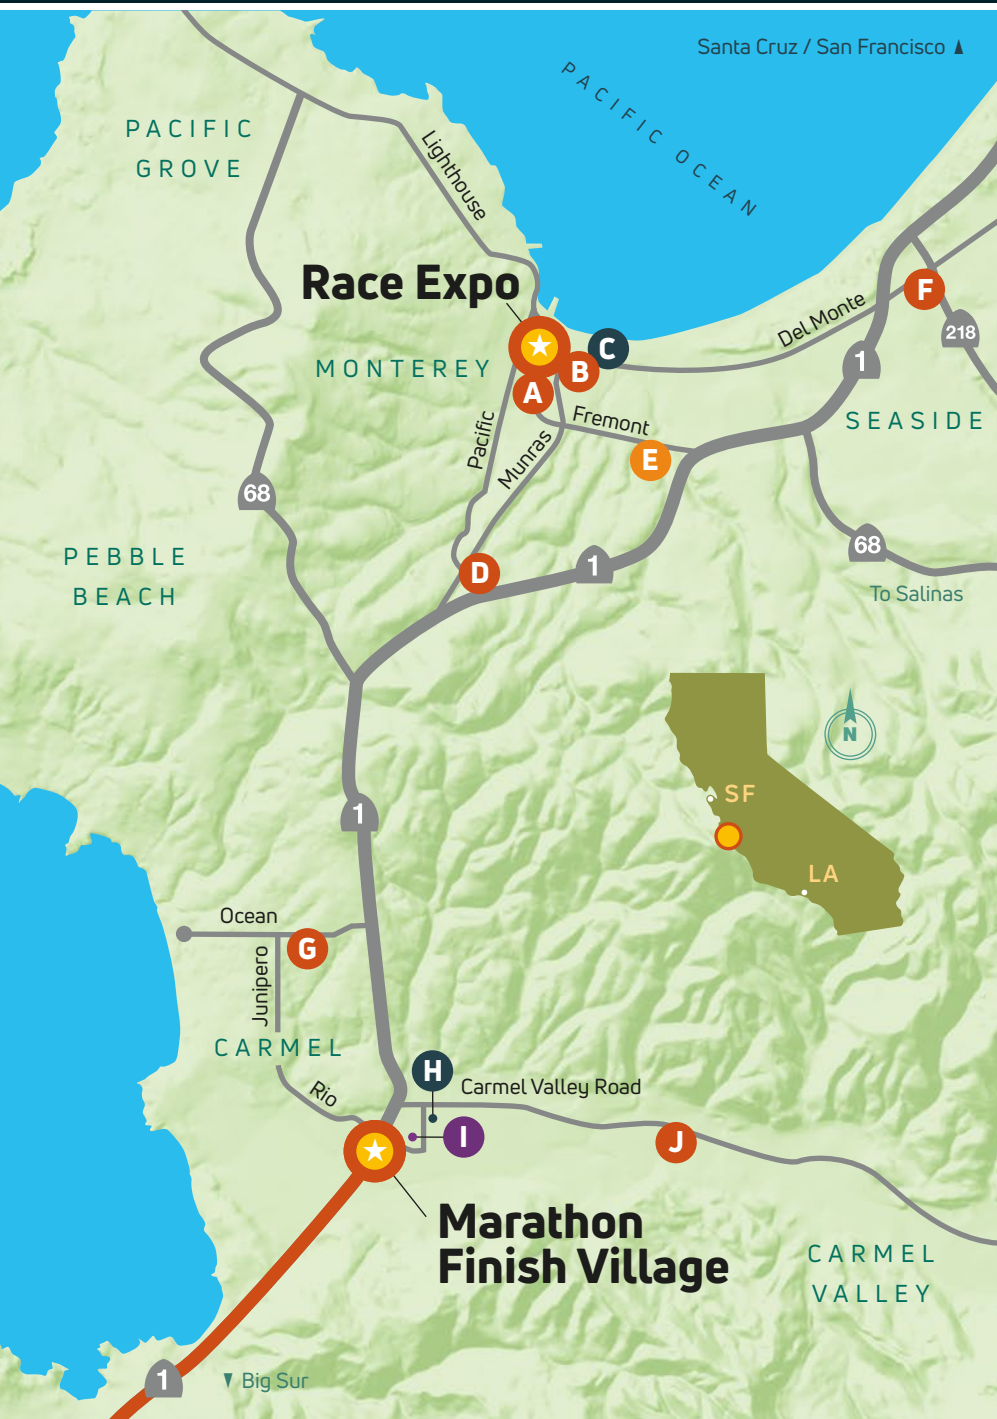 Santa Cruz / San Francisco
PACIFIC OCEAN
PACIFIC
GROVE
Lighthouse
Race Expo
F
Del Monte
218
C
B
A
MONTEREY
1
SEASIDE
Fremont
Pacific
Munras
E
68
68
PEBBLE
BEACH
D
1
To Salinas
N
SF
LA
1
Ocean
G
Junipero
CARMEL
H
Carmel Valley Road
Rio
I
J
Marathon
Finish Village
CARMEL
VALLEY
1
Big Sur